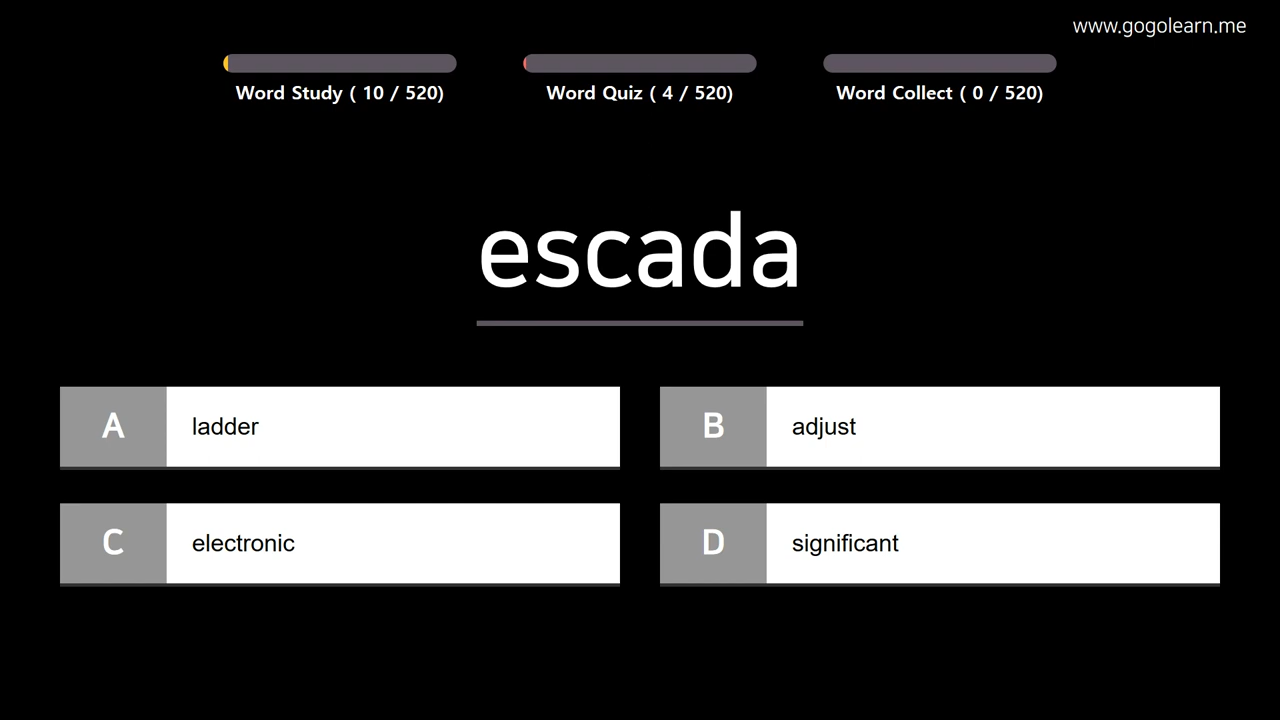 www.gogolearn.me
Word Study ( 10 / 520)
Word Quiz ( 4 / 520)
Word Collect ( 0 / 520)
escada
A ladder
B adjust
C electronic
D significant